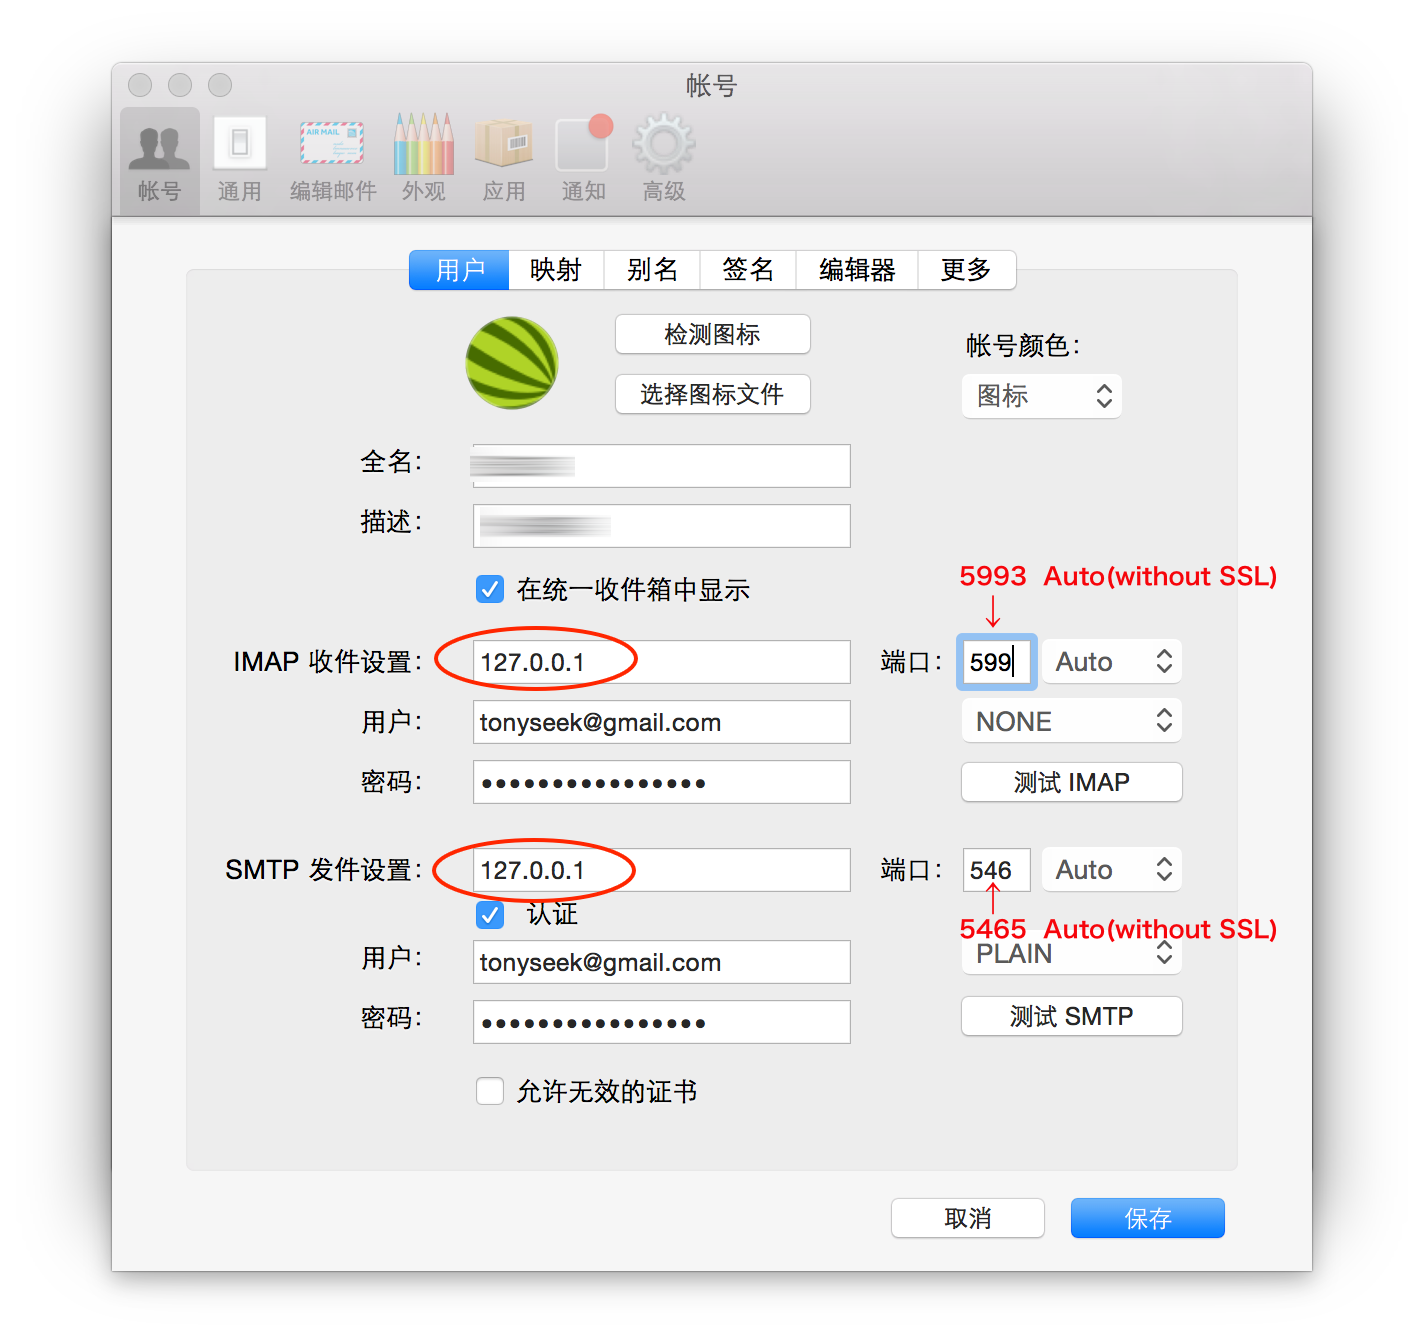 帐号
AIR MAIL
帐号 通用 编辑邮件 外观 应用 通知 高级
用户 映射 别名 签名 编辑器 更多
检测图标
帐号颜色：
选择图标文件
图标
全名：
描述：
5993 Auto(without SSL)
在统一收件箱中显示
IMAP 收件设置： 127.0.0.1 端口： 599 Auto
用户： tonyseek@gmail.com NONE
密码： ●●●●●●●●●●●●●●●● 测试 IMAP
SMTP 发件设置： 127.0.0.1 端口： 546 Auto
认证
5465 Auto(without SSL)
用户： tonyseek@gmail.com PLAIN
密码： ●●●●●●●●●●●●●●●● 测试 SMTP
允许无效的证书
取消 保存